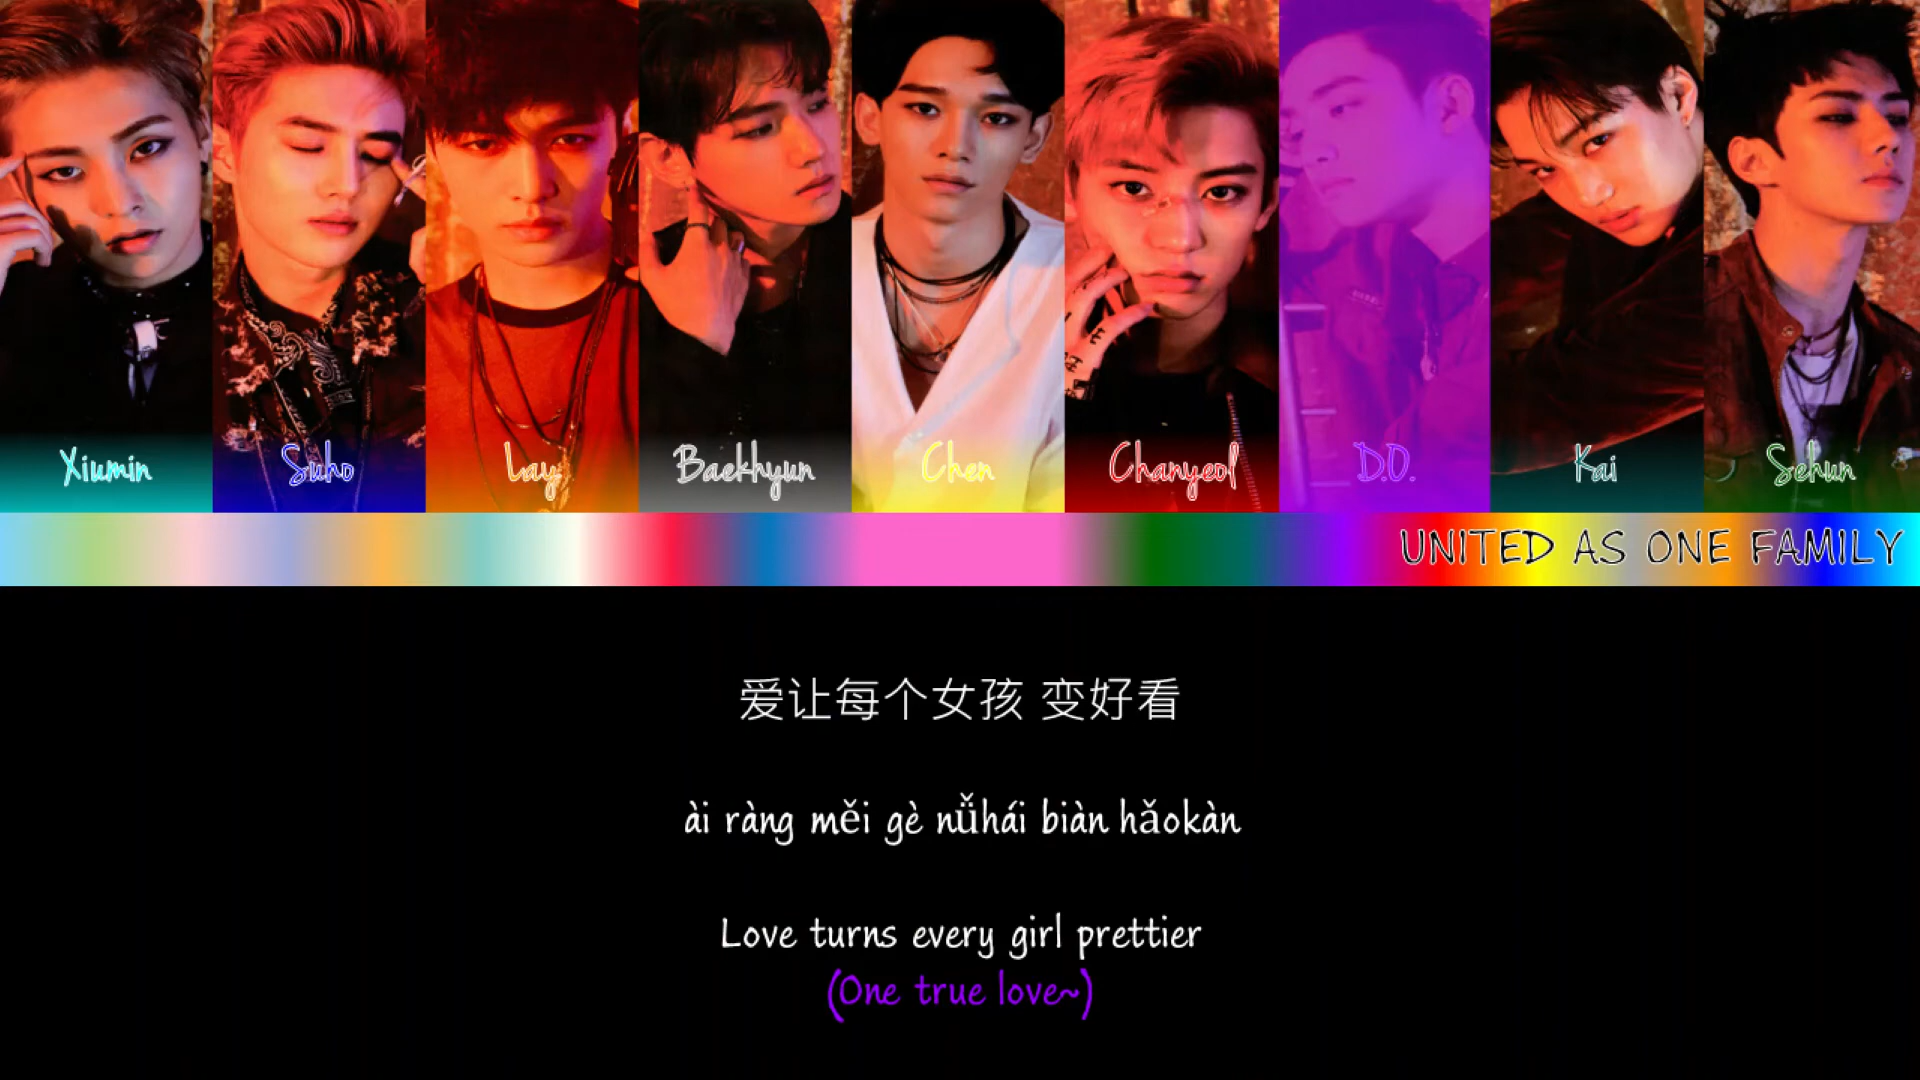 Xiumin
Suho
Lay
Baekhyun
Chen
Chanyeol
D.O.
Kai
Sehun
UNITED AS ONE FAMILY
爱让每个女孩 变好看
ài ràng měi gè nǚhái biàn hǎokàn
Love turns every girl prettier
(One true love~)